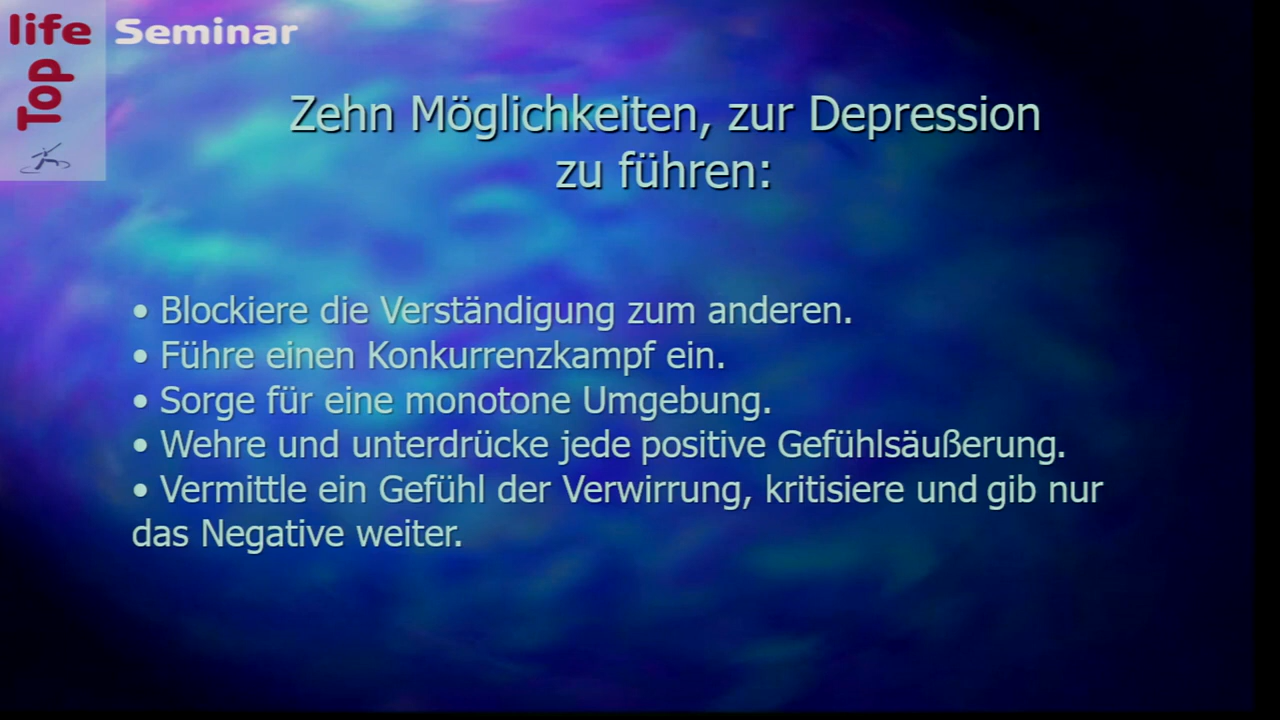 life Seminar
Top
Zehn Möglichkeiten, zur Depression
zu führen:
• Blockiere die Verständigung zum anderen.
• Führe einen Konkurrenzkampf ein.
• Sorge für eine monotone Umgebung.
• Wehre und unterdrücke jede positive Gefühlsäußerung.
• Vermittle ein Gefühl der Verwirrung, kritisiere und gib nur
das Negative weiter.